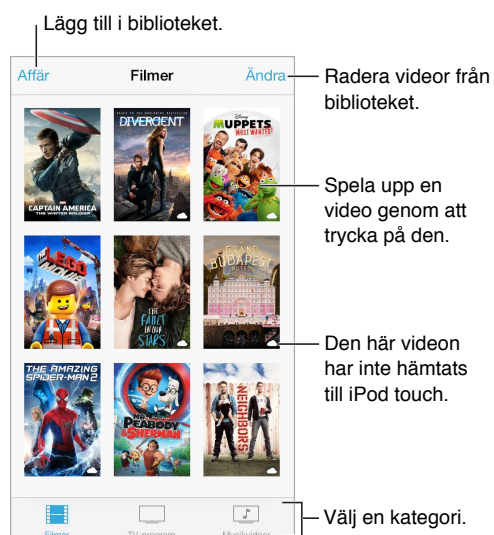 Lägg till i biblioteket.
Affär
Filmer
Ändra
Radera videor från
biblioteket.
CAPTAIN AMERICA
THE WINTER SOLDIER
DIVERGENT
Disney
MUPPETS
MOST WANTED
Spela upp en
video genom att
trycka på den.
THE LEGO
MOVIE
THE
FAULT
IN OUR
STARS
GRAND
BUDAPEST
HOTEL
Den här videon
har inte hämtats
till iPod touch.
THE AMAZING
SPIDER-MAN 2
MR. PEABODY
& SHERMAN
NEIGHBORS
Filmer
TV-program
Musikvideor
Välj en kategori.